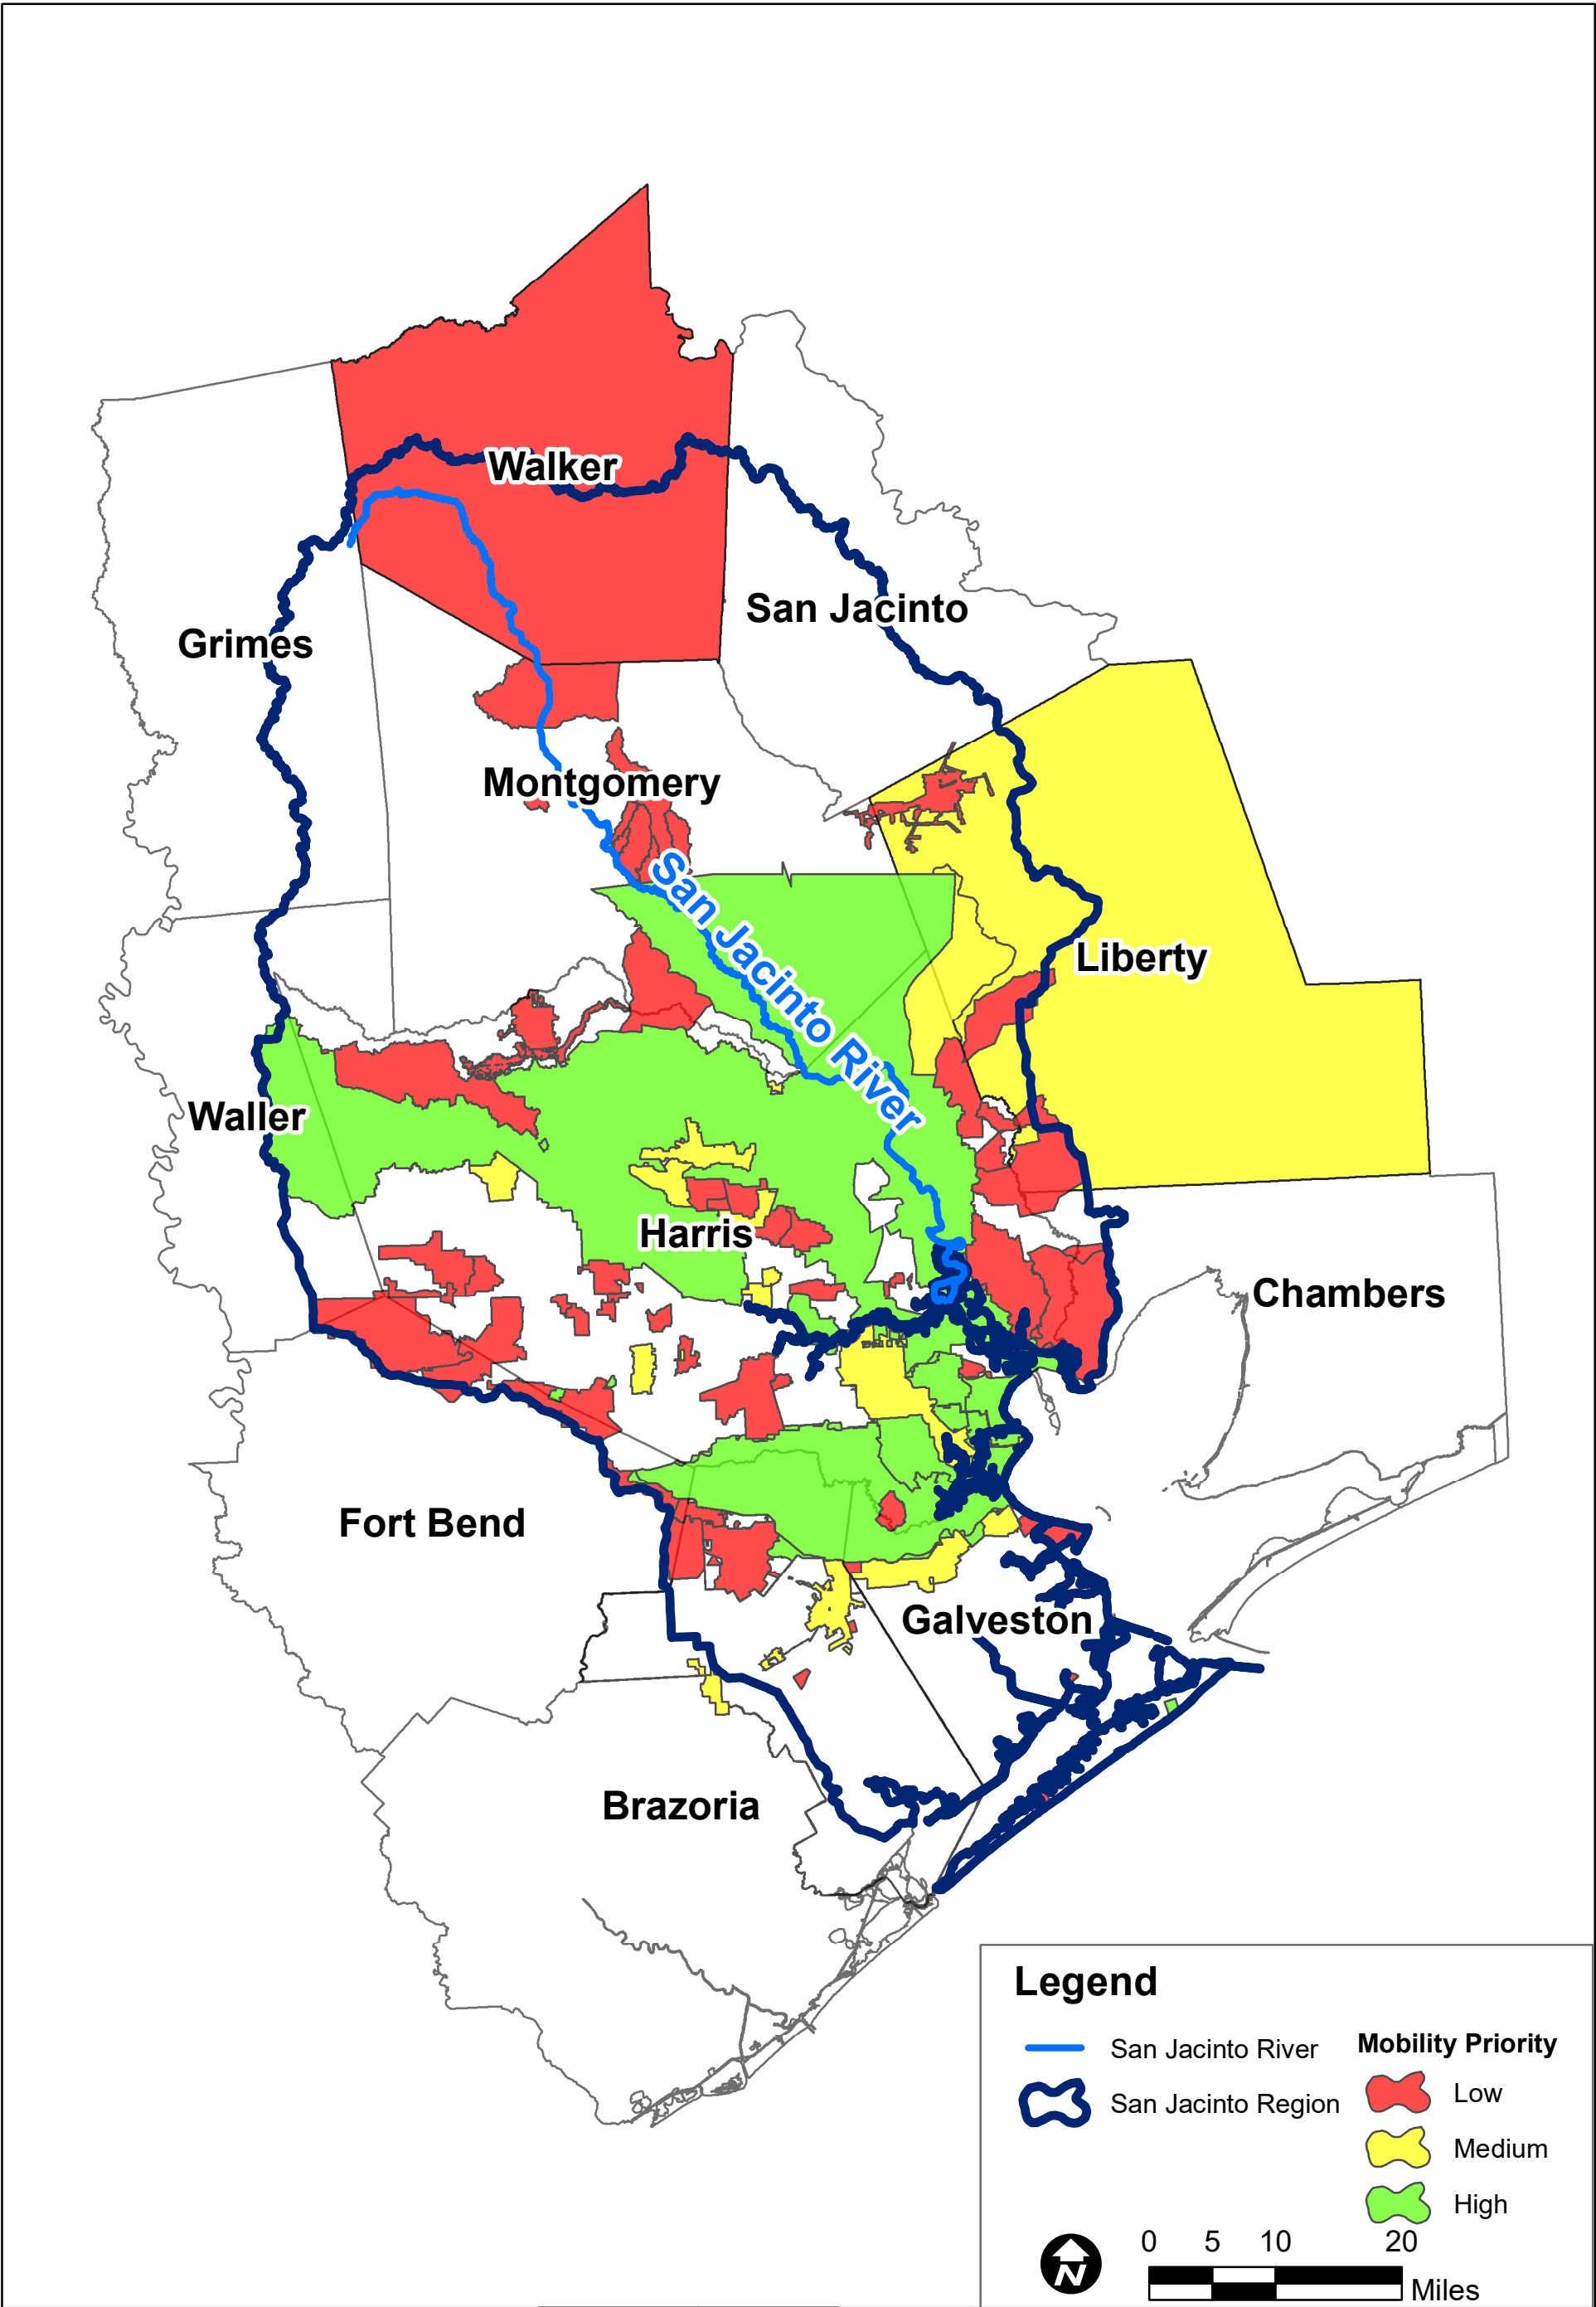 Walker
San Jacinto
Grimes
Montgomery
San Jacinto River
Liberty
Waller
Harris
Chambers
Fort Bend
Galveston
Brazoria
Legend
San Jacinto River
San Jacinto Region
Mobility Priority
Low
Medium
High
N
0 5 10 20
Miles